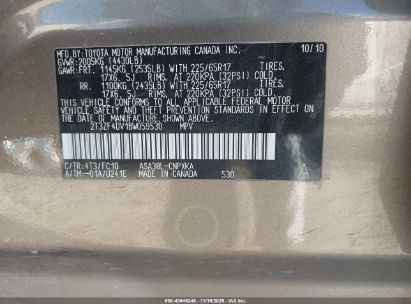 MFD.BY: TOYOTA MOTOR MANUFACTURING CANADA INC. 10/10
GVWR: 2005KG (4430LB)
GAWR: FRT. 1145KG (2535LB) WITH 225/65R17 TIRES,
17X6. 5J RIMS, AT 220KPA (32PSI) COLD.
RR. 1100KG (2435LB) WITH 225/65R17 TIRES,
17X6. 5J RIMS, AT 220KPA (32PSI) COLD.
THIS VEHICLE CONFORMS TO ALL APPLICABLE FEDERAL MOTOR
VEHICLE SAFETY AND THEFT PREVENTION STANDARDS IN EFFECT
ON THE DATE OF MANUFACTURE SHOWN ABOVE.
2T3ZF4DV1BW059530 MPV
C/TR: 4T3/FC10 ASA38L-CNPXKA
A/TM: -01A/U241E 530 A